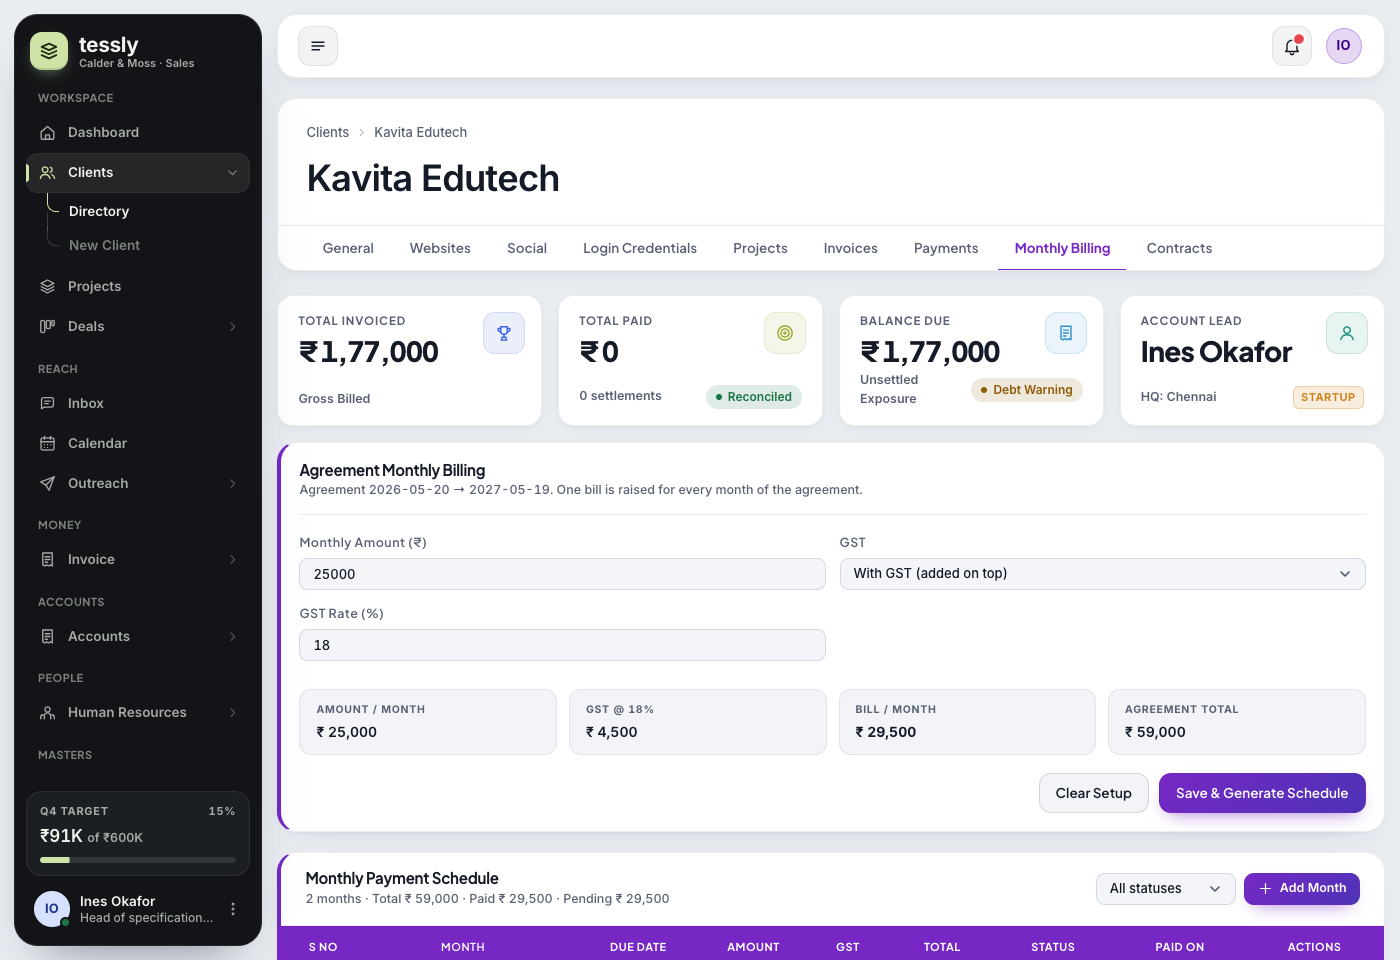 tessly
Calder & Moss · Sales
WORKSPACE
Dashboard
Clients
Directory
New Client
Projects
Deals
REACH
Inbox
Calendar
Outreach
MONEY
Invoice
ACCOUNTS
Accounts
PEOPLE
Human Resources
MASTERS
Q4 TARGET 15%
₹91K of ₹600K
IO Ines Okafor
Head of specification...
IO
Clients > Kavita Edutech
Kavita Edutech
General Websites Social Login Credentials Projects Invoices Payments Monthly Billing Contracts
TOTAL INVOICED
₹1,77,000
Gross Billed
TOTAL PAID
₹0
0 settlements
Reconciled
BALANCE DUE
₹1,77,000
Unsettled
Exposure
Debt Warning
ACCOUNT LEAD
Ines Okafor
HQ: Chennai
STARTUP
Agreement Monthly Billing
Agreement 2026-05-20 → 2027-05-19. One bill is raised for every month of the agreement.
Monthly Amount (₹)
25000
GST
With GST (added on top)
GST Rate (%)
18
AMOUNT / MONTH
₹ 25,000
GST @ 18%
₹ 4,500
BILL / MONTH
₹ 29,500
AGREEMENT TOTAL
₹ 59,000
Clear Setup
Save & Generate Schedule
Monthly Payment Schedule
2 months · Total ₹ 59,000 · Paid ₹ 29,500 · Pending ₹ 29,500
All statuses
+ Add Month
S NO MONTH DUE DATE AMOUNT GST TOTAL STATUS PAID ON ACTIONS